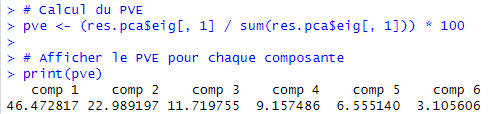 > # Calcul du PVE
> pve <- (res.pca$eig[, 1] / sum(res.pca$eig[, 1])) * 100
>
> # Afficher le PVE pour chaque composante
> print(pve)
   comp 1    comp 2    comp 3    comp 4    comp 5    comp 6
46.472817 22.989197 11.719755  9.157486  6.555140  3.105606